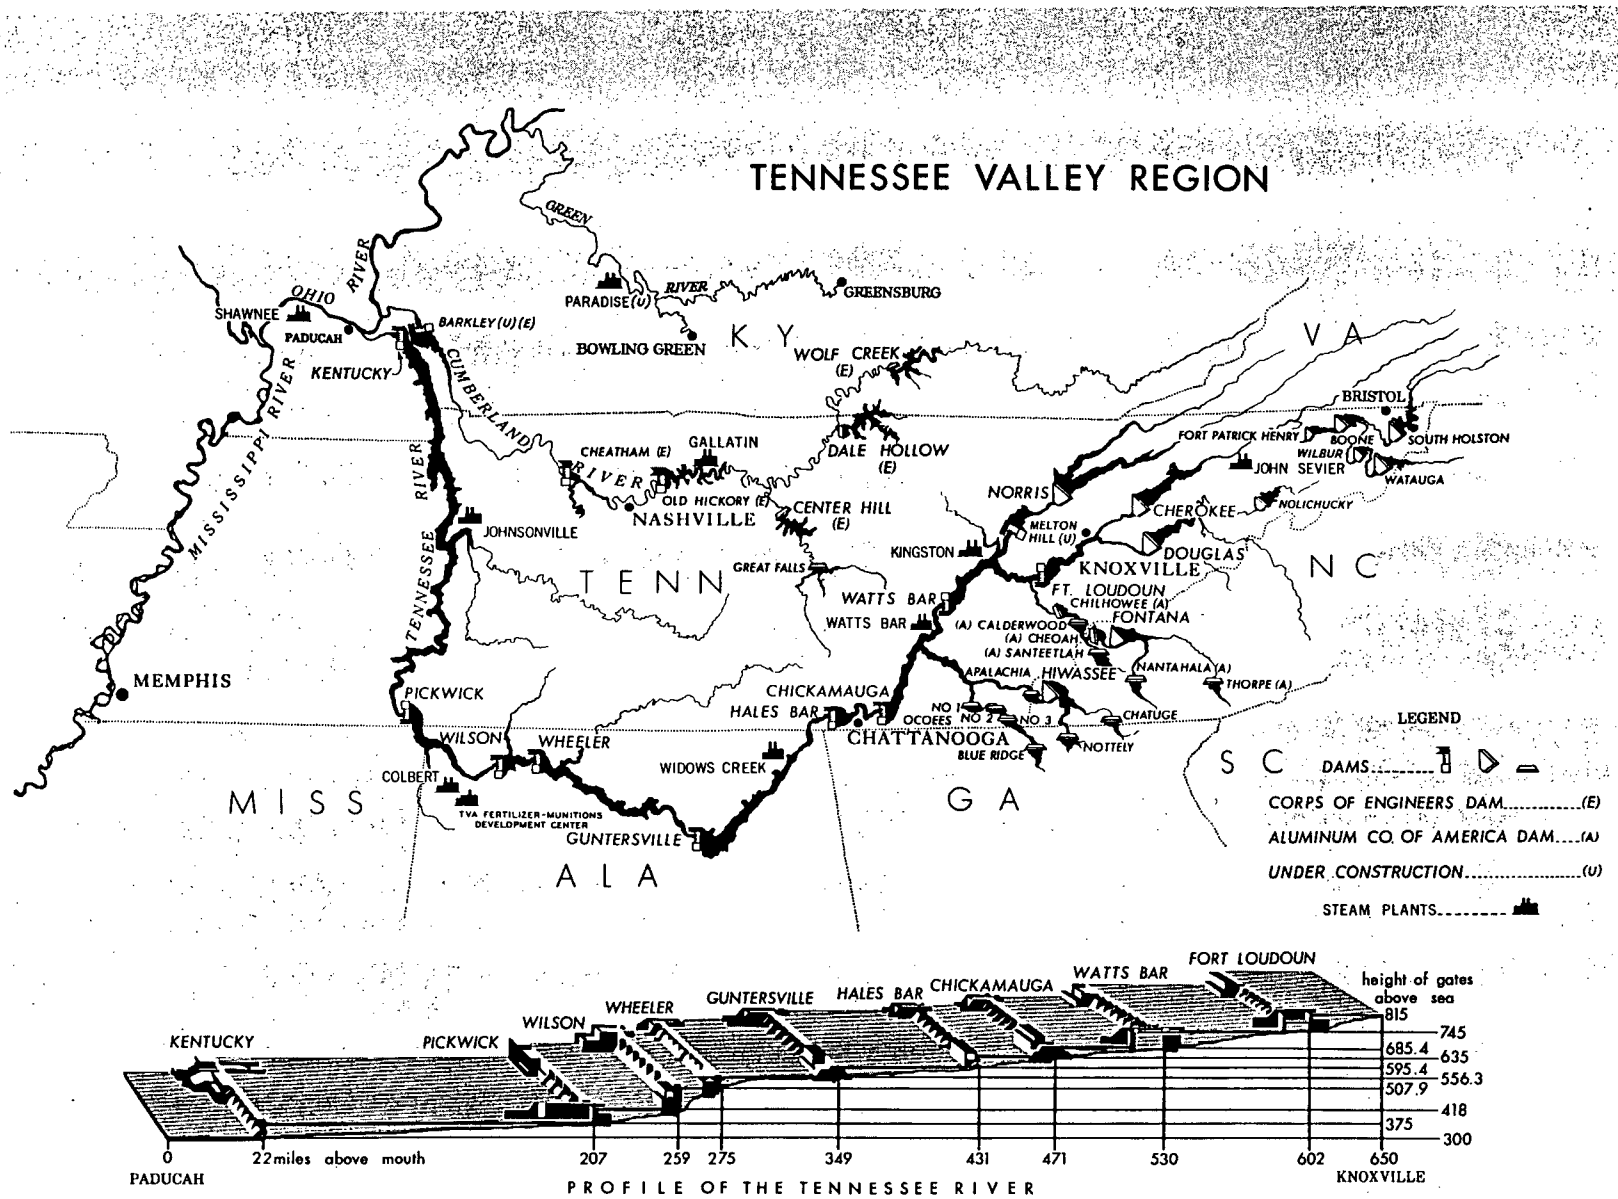 TENNESSEE VALLEY REGION
GREEN
RIVER
OHIO
RIVER
PARADISE (U)
GREENSBURG
SHAWNEE
PADUCAH
BARKLEY (U) (E)
BOWLING GREEN
K Y
V A
WOLF CREEK
(E)
KENTUCKY
CUMBERLAND
RIVER
MISSISSIPPI RIVER
BRISTOL
FORT PATRICK HENRY
BOONE
SOUTH HOLSTON
WILBUR
JOHN SEVIER
WATAUGA
CHEATHAM (E)
GALLATIN
DALE HOLLOW
(E)
OLD HICKORY (E)
NASHVILLE
CENTER HILL
(E)
NORRIS
CHEROKEE
NOLICHUCKY
MELTON
HILL (U)
JOHNSONVILLE
KINGSTON
DOUGLAS
KNOXVILLE
GREAT FALLS
T E N N
N C
TENNESSEE RIVER
WATTS BAR
WATTS BAR
FT. LOUDOUN
CHILHOWEE (A)
(A) CALDERWOOD
FONTANA
(A) CHEOAH
(A) SANTEETLAH
MEMPHIS
PICKWICK
APALACHIA
HIWASSEE
NANTAHALA (A)
THORPE (A)
CHICKAMAUGA
HALES BAR
NO 1
OCOEES NO 2
NO 3
CHATUGE
CHATTANOOGA
BLUE RIDGE
NOTTELY
WILSON
WHEELER
COLBERT
WIDOWS CREEK
TVA FERTILIZER-MUNITIONS
DEVELOPMENT CENTER
GUNTERSVILLE
M I S S
A L A
G A
S C
LEGEND
DAMS
CORPS OF ENGINEERS DAM (E)
ALUMINUM CO. OF AMERICA DAM (A)
UNDER CONSTRUCTION (U)
STEAM PLANTS
KENTUCKY
PICKWICK
WILSON
WHEELER
GUNTERSVILLE
HALES BAR
CHICKAMAUGA
WATTS BAR
FORT LOUDOUN
height of gates
above sea
815
745
685.4
635
595.4
556.3
507.9
418
375
300
0 22 miles above mouth 207 259 275 349 431 471 530 602 650
PADUCAH
KNOXVILLE
PROFILE OF THE TENNESSEE RIVER